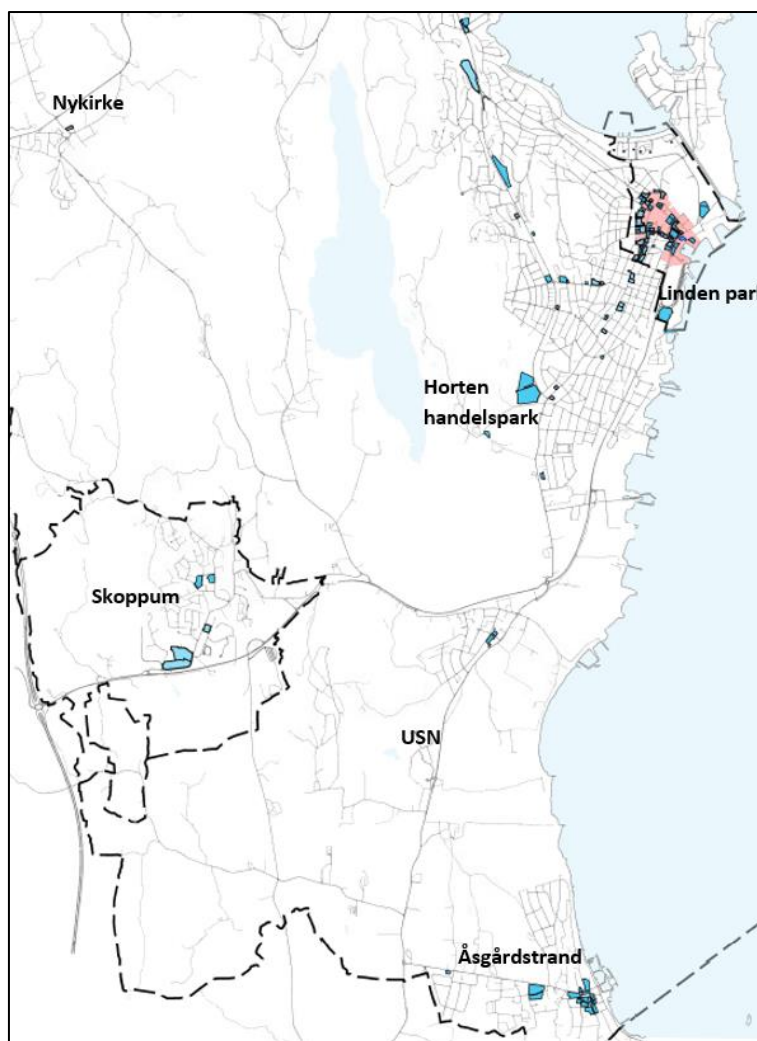 Nykirke
Linden park
Horten
handelspark
Skoppum
USN
Åsgårdstrand